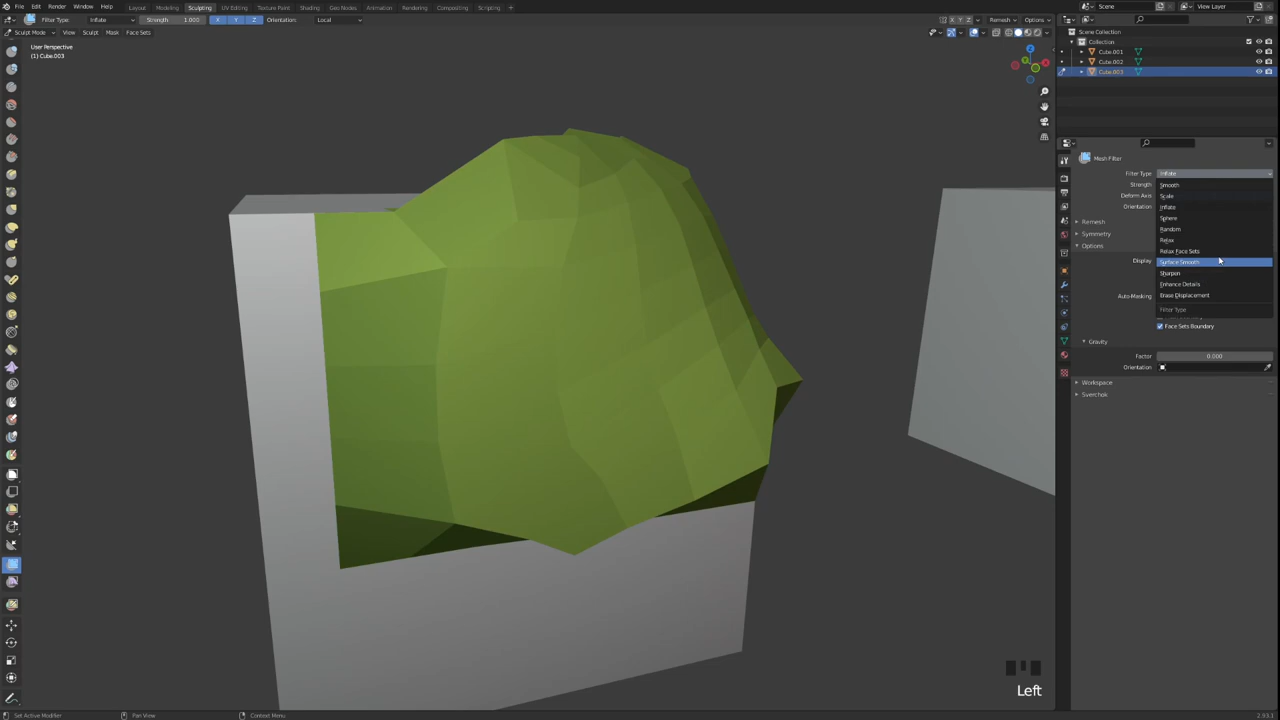 File Edit Render Window Help Layout Modeling Sculpting UV Editing Texture Paint Shading Geo Nodes Animation Rendering Compositing Scripting + Scene View Layer
Filter Type: Inflate Strength 1.000 X Y Z Orientation: Local Remesh Options
Sculpt Mode View Sculpt Mask Face Sets
User Perspective
(1) Cube.003
Scene Collection
Collection
Cube.001
Cube.002
Cube.003
Mesh Filter
Filter Type Inflate
Strength Smooth
Deform Axis Scale
Orientation Inflate
Sphere
Remesh
Random
Symmetry
Relax
Options
Relax Face Sets
Display Surface Smooth
Sharpen
Enhance Details
Auto-Masking Erase Displacement
Filter Type
Face Sets Boundary
Gravity
Factor 0.000
Orientation
Workspace
Sverchok
Left
Set Active Modifier Pan View Context Menu 2.93.1